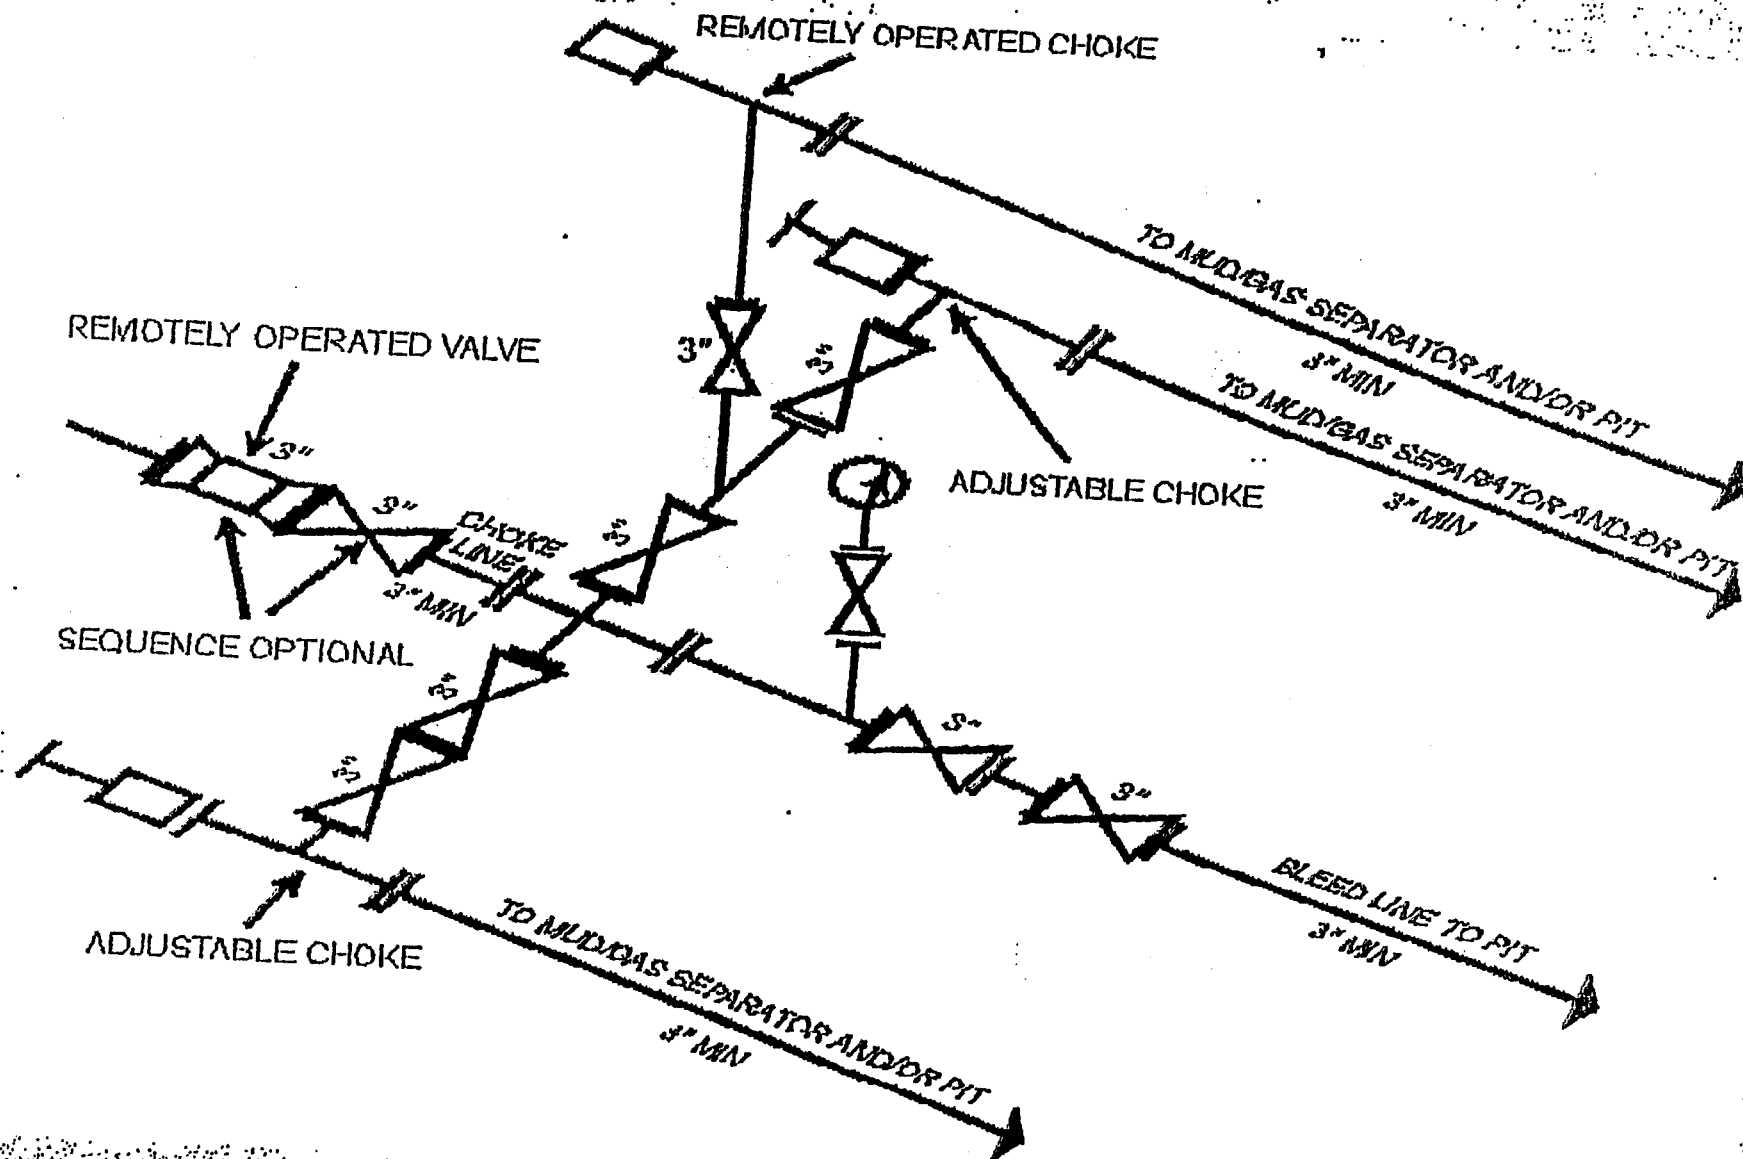 REMOTELY OPERATED CHOKE
TO MUD/GAS SEPARATOR AND/OR PIT
3" MIN
TO MUD/GAS SEPARATOR AND/OR PIT
3" MIN
REMOTELY OPERATED VALVE
3"
3"
3"
3"
ADJUSTABLE CHOKE
3"
CHOKE
LINE
3" MIN
3"
SEQUENCE OPTIONAL
3"
3"
3"
3"
BLEED LINE TO PIT
3" MIN
ADJUSTABLE CHOKE
TO MUD/GAS SEPARATOR AND/OR PIT
3" MIN